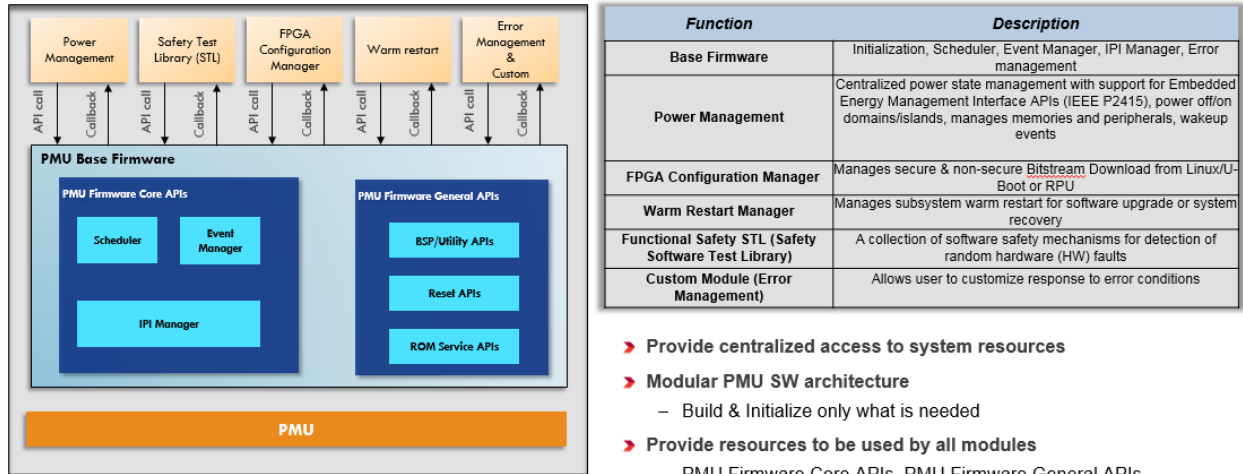 Power
Management
Safety Test
Library (STL)
FPGA
Configuration
Manager
Warm restart
Error
Management
&
Custom
API call
Callback
API call
Callback
API call
Callback
API call
Callback
API call
Callback
PMU Base Firmware
PMU Firmware Core APIs
Scheduler
Event
Manager
IPI Manager
PMU Firmware General APIs
BSP/Utility APIs
Reset APIs
ROM Service APIs
PMU
Function
Description
Base Firmware
Initialization, Scheduler, Event Manager, IPI Manager, Error
management
Power Management
Centralized power state management with support for Embedded
Energy Management Interface APIs (IEEE P2415), power off/on
domains/islands, manages memories and peripherals, wakeup
events
FPGA Configuration Manager
Manages secure & non-secure Bitstream Download from Linux/U-
Boot or RPU
Warm Restart Manager
Manages subsystem warm restart for software upgrade or system
recovery
Functional Safety STL (Safety
Software Test Library)
A collection of software safety mechanisms for detection of
random hardware (HW) faults
Custom Module (Error
Management)
Allows user to customize response to error conditions
Provide centralized access to system resources
Modular PMU SW architecture
– Build & Initialize only what is needed
Provide resources to be used by all modules
PMU Firmware Core APIs, PMU Firmware General APIs